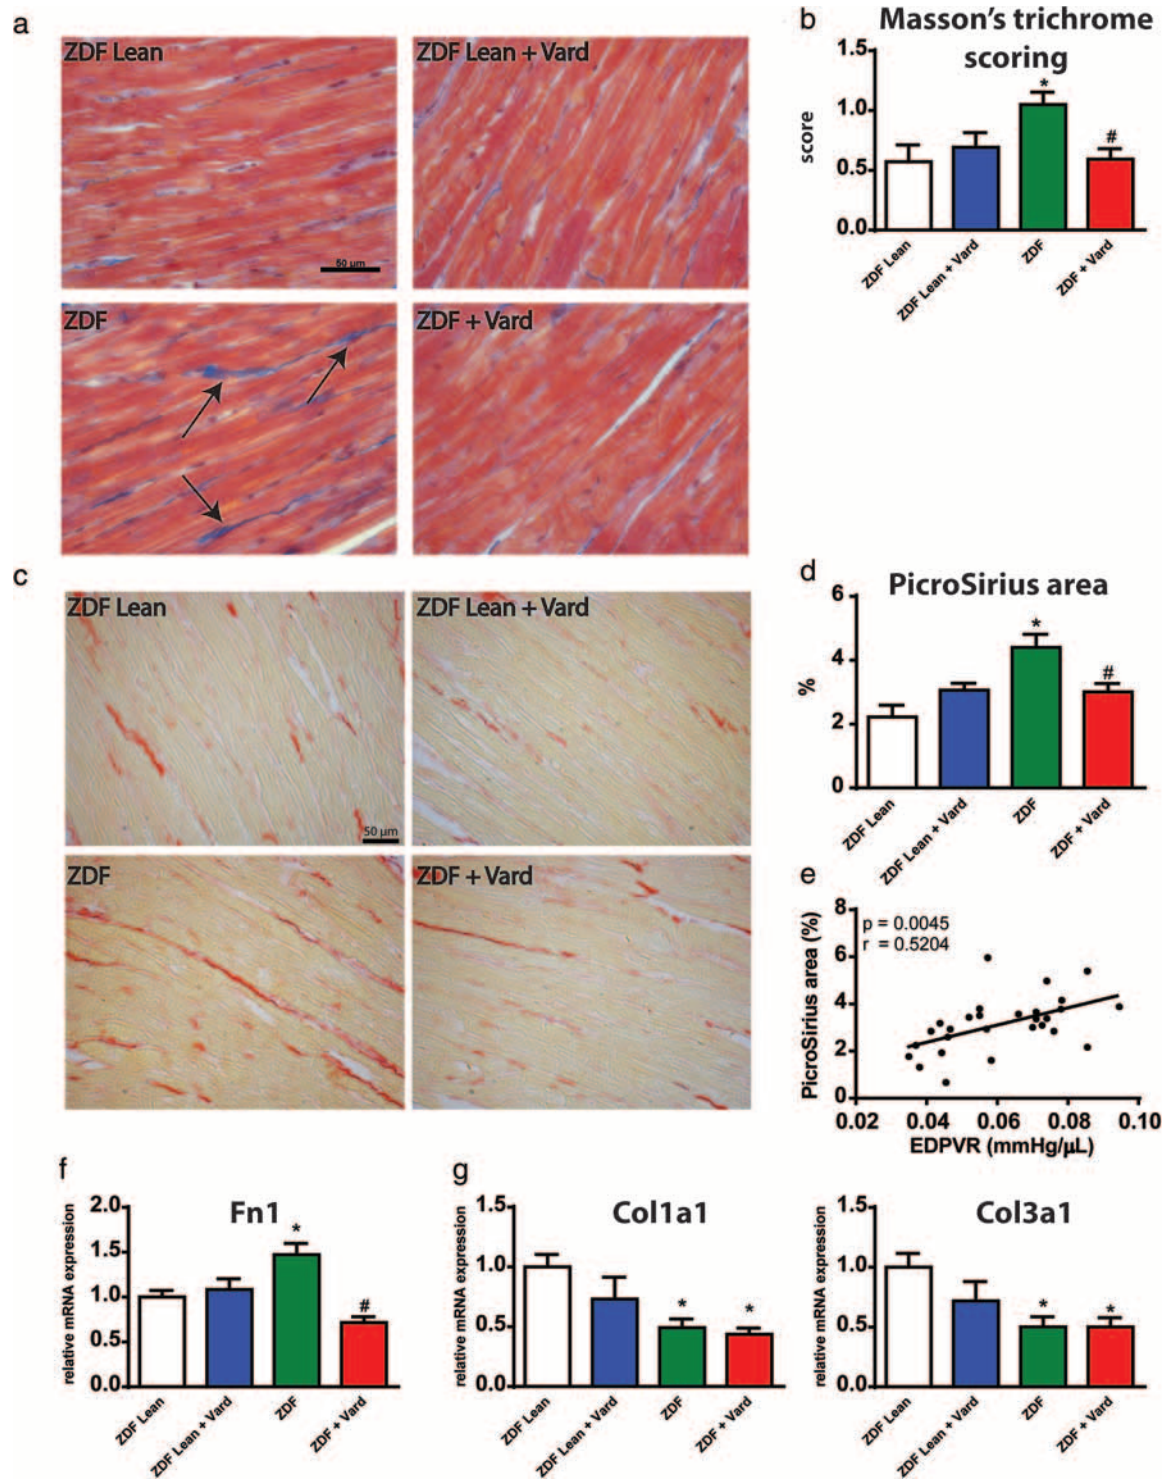 a
ZDF Lean
ZDF Lean + Vard
50 µm
ZDF
ZDF + Vard
b
Masson's trichrome
scoring
1.5
1.0
0.5
0.0
score
*
#
ZDF Lean
ZDF Lean + Vard
ZDF
ZDF + Vard
c
ZDF Lean
ZDF Lean + Vard
50 µm
ZDF
ZDF + Vard
d
PicroSirius area
6
4
2
0
%
*
#
ZDF Lean
ZDF Lean + Vard
ZDF
ZDF + Vard
e
p = 0.0045
r = 0.5204
8
6
4
2
0
PicroSirius area (%)
0.02 0.04 0.06 0.08 0.10
EDPVR (mmHg/µL)
f
Fn1
2.0
1.5
1.0
0.5
0.0
relative mRNA expression
*
#
ZDF Lean
ZDF Lean + Vard
ZDF
ZDF + Vard
g
Col1a1
1.5
1.0
0.5
0.0
relative mRNA expression
*
*
ZDF Lean
ZDF Lean + Vard
ZDF
ZDF + Vard
Col3a1
1.5
1.0
0.5
0.0
relative mRNA expression
*
*
ZDF Lean
ZDF Lean + Vard
ZDF
ZDF + Vard